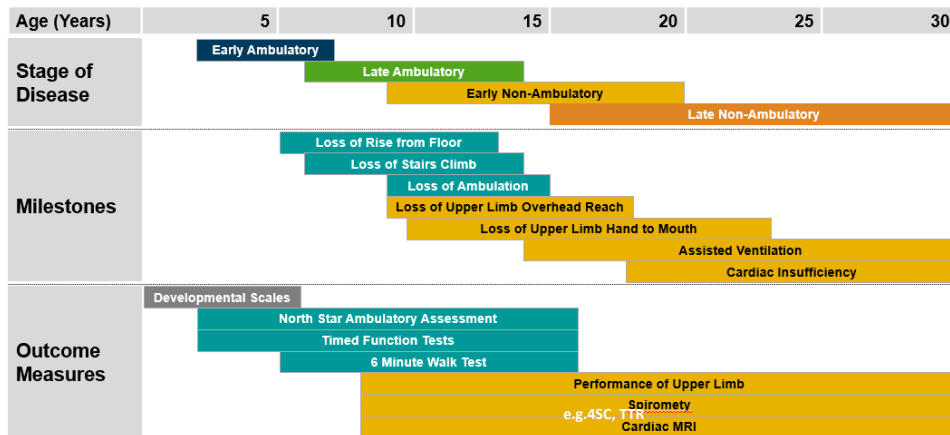 Age (Years) 5 10 15 20 25 30
Stage of
Disease
Early Ambulatory
Late Ambulatory
Early Non-Ambulatory
Late Non-Ambulatory
Milestones
Loss of Rise from Floor
Loss of Stairs Climb
Loss of Ambulation
Loss of Upper Limb Overhead Reach
Loss of Upper Limb Hand to Mouth
Assisted Ventilation
Cardiac Insufficiency
Outcome
Measures
Developmental Scales
North Star Ambulatory Assessment
Timed Function Tests
6 Minute Walk Test
Performance of Upper Limb
Spiromety
e.g.4SC, TTR
Cardiac MRI